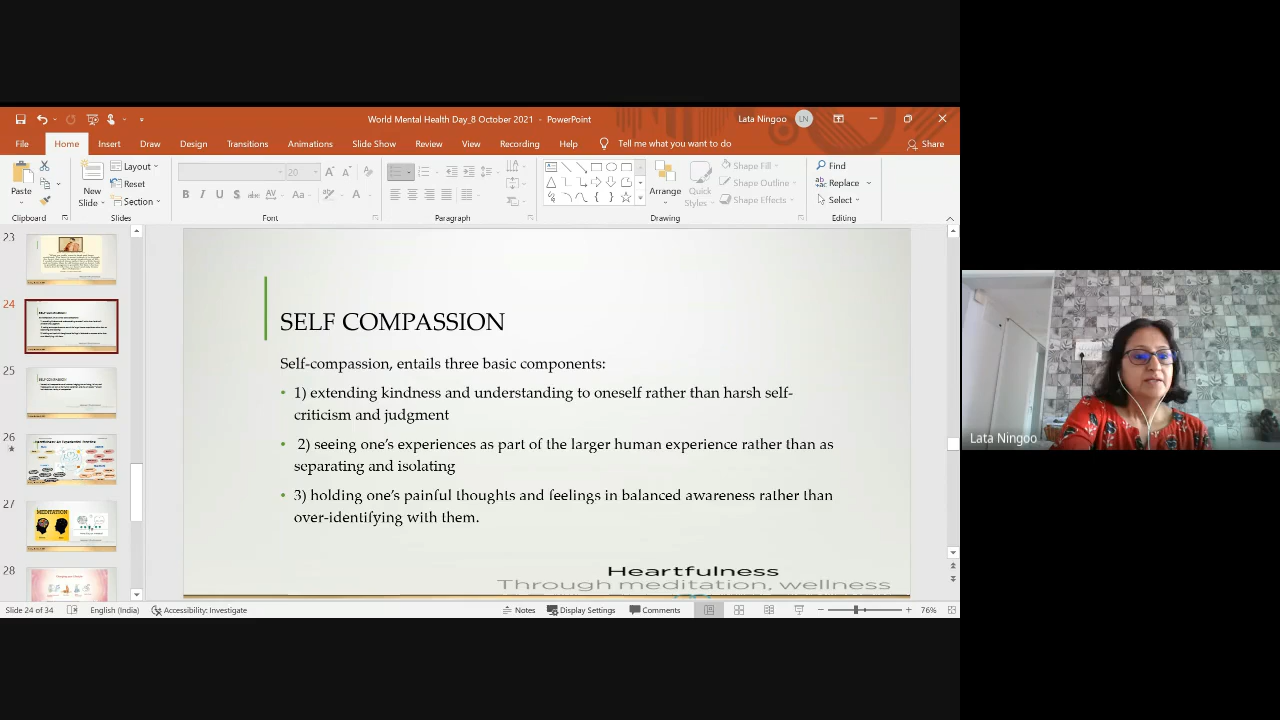 World Mental Health Day_8 October 2021 - PowerPoint
Lata Ningoo
LN
File Home Insert Draw Design Transitions Animations Slide Show Review View Recording Help Tell me what you want to do
Share
Paste
New
Slide
Layout
Reset
Section
20
B I U S abc AV Aa A
Arrange
Quick
Styles
Shape Fill
Shape Outline
Shape Effects
Find
Replace
Select
Clipboard Slides Font Paragraph Drawing Editing
23
24
25
26
27
MEDITATION
28
SELF COMPASSION
Self-compassion, entails three basic components:
• 1) extending kindness and understanding to oneself rather than harsh self-
criticism and judgment
• 2) seeing one's experiences as part of the larger human experience rather than as
separating and isolating
• 3) holding one's painful thoughts and feelings in balanced awareness rather than
over-identifying with them.
Heartfulness
Through meditation, wellness
Lata Ningoo
Slide 24 of 34 English (India) Accessibility: Investigate Notes Display Settings Comments 76%